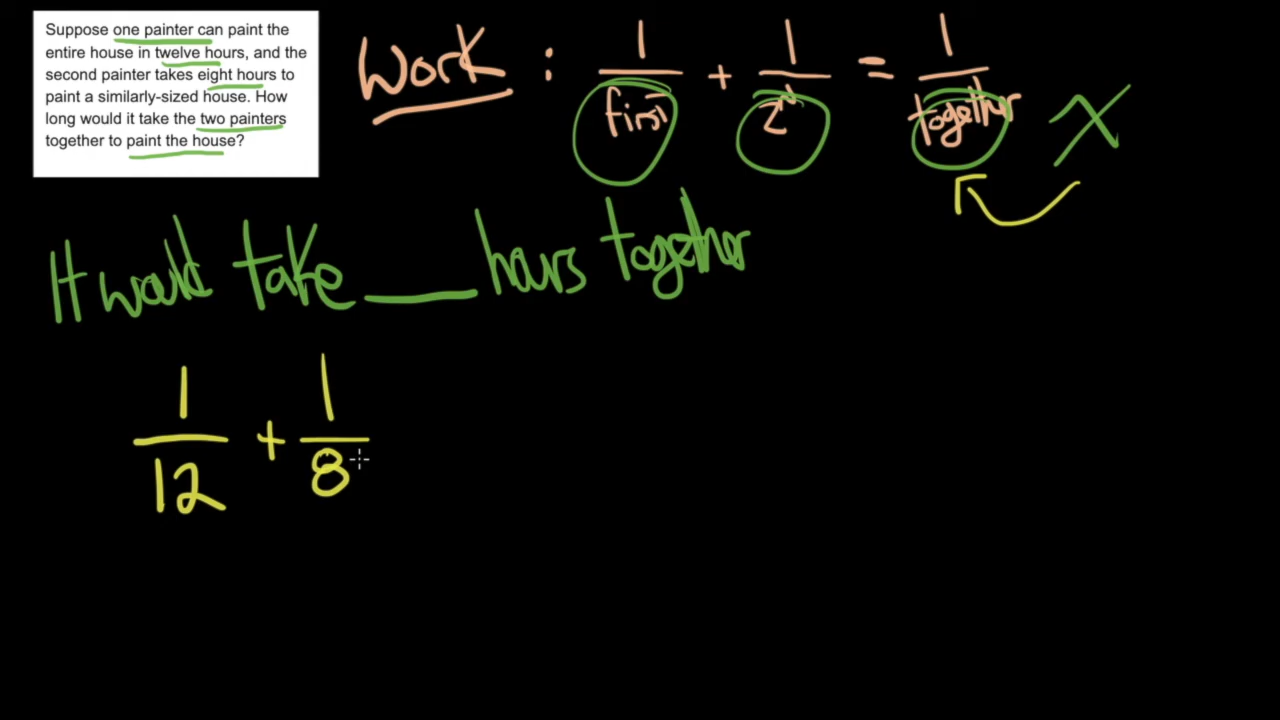 Suppose one painter can paint the
entire house in twelve hours, and the
second painter takes eight hours to
paint a similarly-sized house. How
long would it take the two painters
together to paint the house?
Work : 1/first + 1/2nd = 1/together X
It would take ___ hours together
1/12 + 1/8